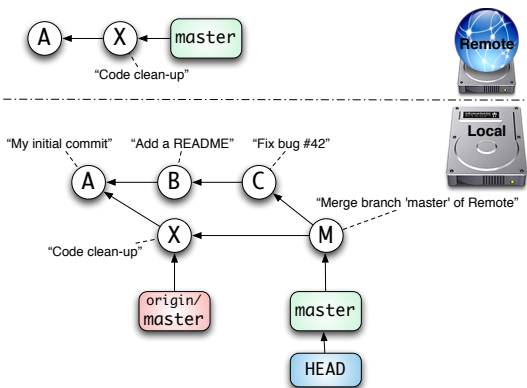 A
X
master
Remote
"Code clean-up"
Local
"My initial commit"
"Add a README"
"Fix bug #42"
A
B
C
"Merge branch 'master' of Remote"
X
M
"Code clean-up"
origin/
master
master
HEAD